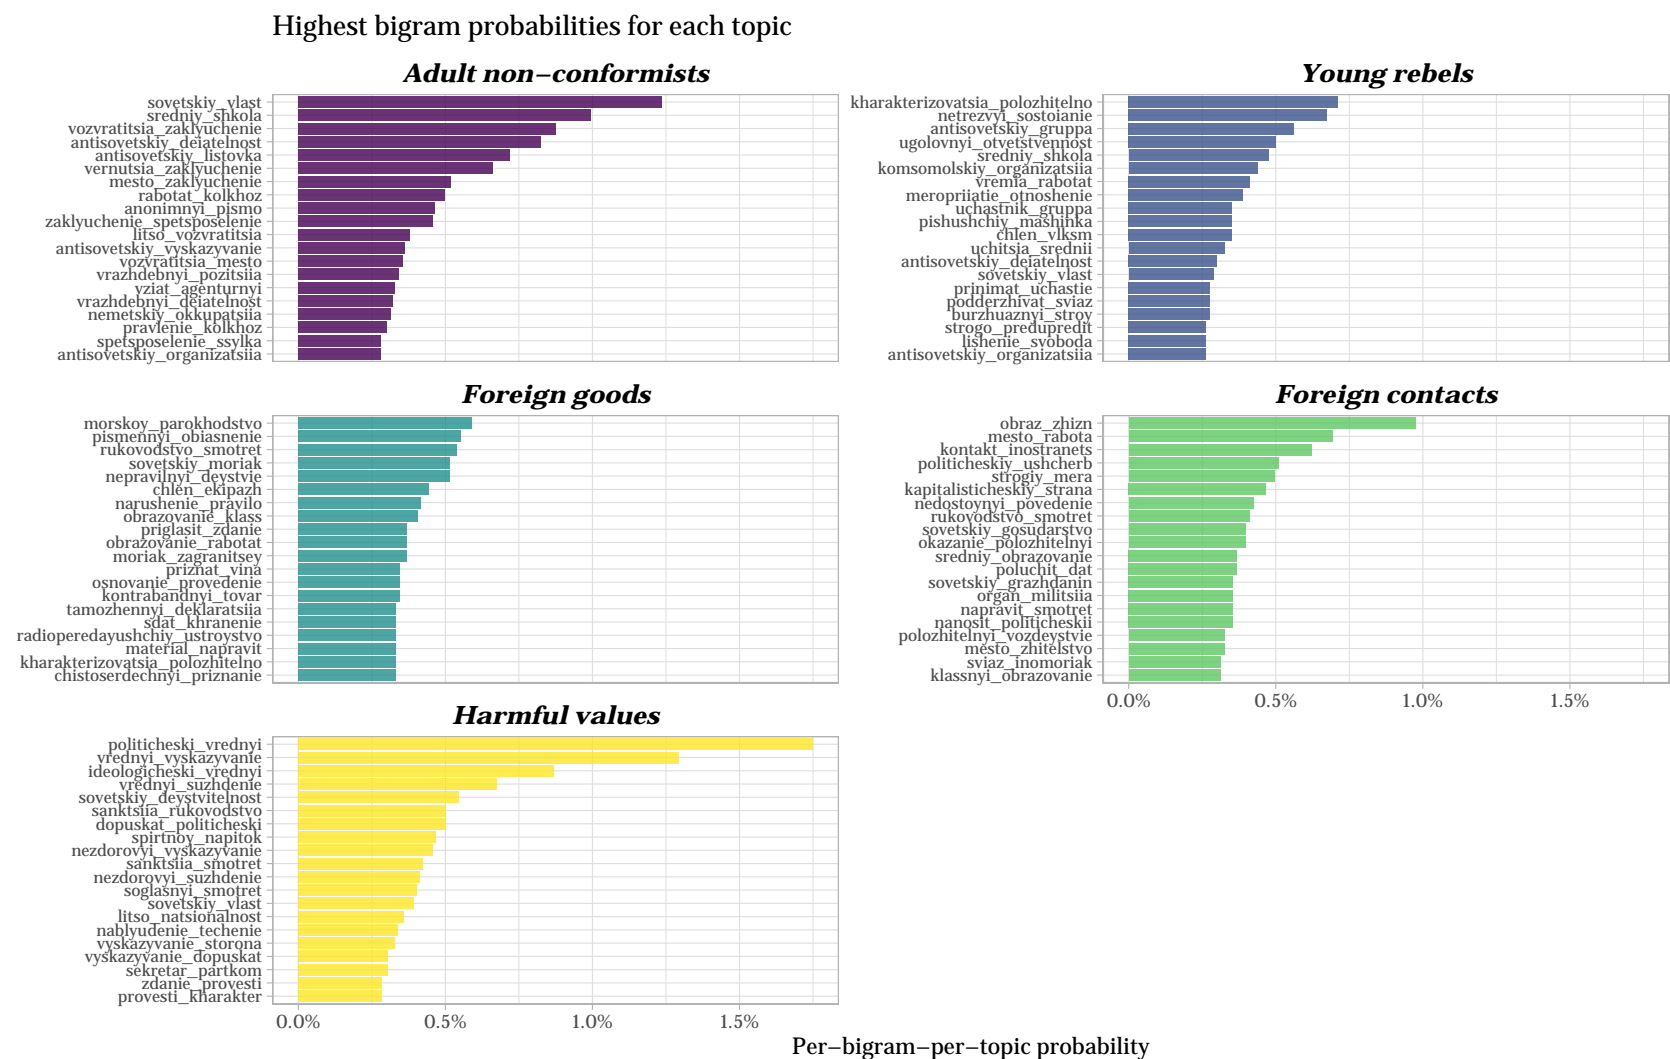 Highest bigram probabilities for each topic
Adult non−conformists
sovetskiy_vlast
sredniy_shkola
vozvratitsia_zaklyuchenie
antisovetskiy_deiatelnost
antisovetskiy_listovka
vernutsia_zaklyuchenie
mesto_zaklyuchenie
rabotat_kolkhoz
anonimnyi_pismo
zaklyuchenie_spetsposelenie
litso_vozvratitsia
antisovetskiy_vyskazyvanie
vozvratitsia_mesto
vrazhdebnyi_pozitsiia
vziat_agenturnyi
vrazhdebnyi_deiatelnost
nemetskiy_okkupatsiia
pravlenie_kolkhoz
spetsposelenie_ssylka
antisovetskiy_organizatsiia
Young rebels
kharakterizovatsia_polozhitelno
netrezvyi_sostoianie
antisovetskiy_gruppa
ugolovnyi_otvetstvennost
sredniy_shkola
komsomolskiy_organizatsiia
vremia_rabotat
meropriiatie_otnoshenie
uchastnik_gruppa
pishushchiy_mashinka
chlen_vlksm
uchitsia_srednii
antisovetskiy_deiatelnost
sovetskiy_vlast
prinimat_uchastie
podderzhivat_sviaz
burzhuaznyi_stroy
strogo_predupredit
lishenie_svoboda
antisovetskiy_organizatsiia
Foreign goods
morskoy_parokhodstvo
pismennyi_obiasnenie
rukovodstvo_smotret
sovetskiy_moriak
nepravilnyi_deystvie
chlen_ekipazh
narushenie_pravilo
obrazovanie_klass
priglasit_zdanie
obrazovanie_rabotat
moriak_zagranitsey
priznat_vina
osnovanie_provedenie
kontrabandnyi_tovar
tamozhennyi_deklaratsiia
sdat_khranenie
radioperedayushchiy_ustroystvo
material_napravit
kharakterizovatsia_polozhitelno
chistoserdechnyi_priznanie
Foreign contacts
obraz_zhizn
mesto_rabota
kontakt_inostranets
politicheskiy_ushcherb
strogiy_mera
kapitalisticheskiy_strana
nedostoynyi_povedenie
rukovodstvo_smotret
sovetskiy_gosudarstvo
okazanie_polozhitelnyi
sredniy_obrazovanie
poluchit_dat
sovetskiy_grazhdanin
organ_militsiia
napravit_smotret
nanosit_politicheskii
polozhitelnyi_vozdeystvie
mesto_zhitelstvo
sviaz_inomoriak
klassnyi_obrazovanie
0.0% 0.5% 1.0% 1.5%
Harmful values
politicheski_vrednyi
vrednyi_vyskazyvanie
ideologicheski_vrednyi
vrednyi_suzhdenie
sovetskiy_deystvitelnost
sanktsiia_rukovodstvo
dopuskat_politicheski
spirtnoy_napitok
nezdorovyi_vyskazyvanie
sanktsiia_smotret
nezdorovyi_suzhdenie
soglasnyi_smotret
sovetskiy_vlast
litso_natsionalnost
nablyudenie_techenie
vyskazyvanie_storona
vyskazyvanie_dopuskat
sekretar_partkom
zdanie_provesti
provesti_kharakter
0.0% 0.5% 1.0% 1.5%
Per−bigram−per−topic probability